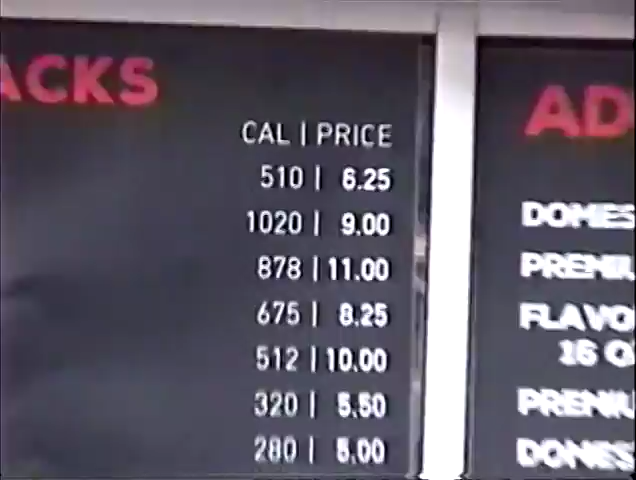 ACKS
CAL | PRICE
510 | 6.25
1020 | 9.00
878 | 11.00
675 | 8.25
512 | 10.00
320 | 5.50
280 | 5.00
AD
DOMES
PREMIU
FLAVO
16 O
PREMIU
DOMES